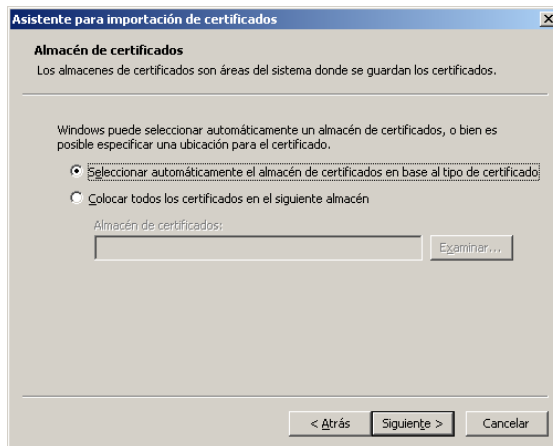 Asistente para importación de certificados
Almacén de certificados
Los almacenes de certificados son áreas del sistema donde se guardan los certificados.
Windows puede seleccionar automáticamente un almacén de certificados, o bien es
posible especificar una ubicación para el certificado.
Seleccionar automáticamente el almacén de certificados en base al tipo de certificado
Colocar todos los certificados en el siguiente almacén
Almacén de certificados:
Examinar...
< Atrás Siguiente > Cancelar